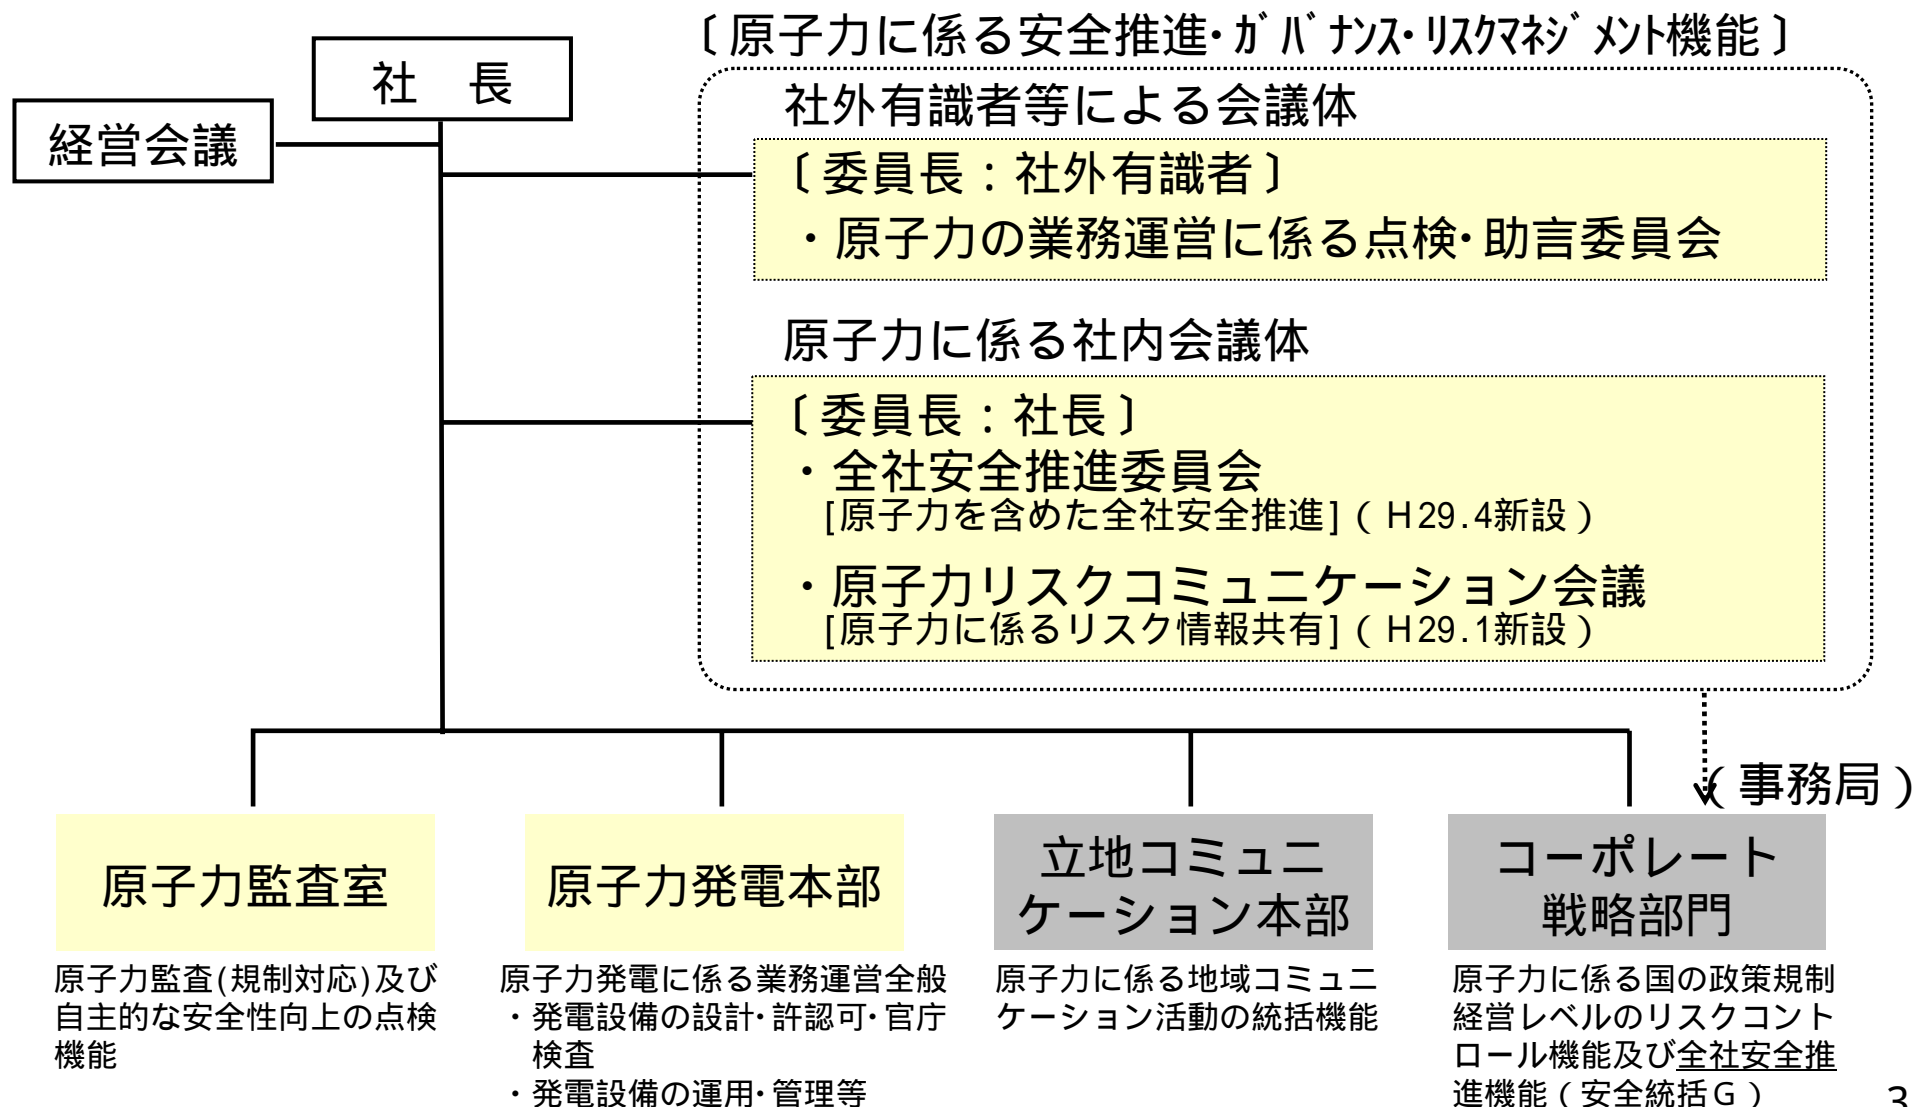 〔原子力に係る安全推進・ｶﾞﾊﾞﾅﾝｽ・ﾘｽｸﾏﾈｼﾞﾒﾝﾄ機能〕
社　長
経営会議
社外有識者等による会議体
〔委員長：社外有識者〕
・原子力の業務運営に係る点検・助言委員会
原子力に係る社内会議体
〔委員長：社長〕
・全社安全推進委員会
[原子力を含めた全社安全推進]（H29.4新設）
・原子力リスクコミュニケーション会議
[原子力に係るリスク情報共有]（H29.1新設）
（事務局）
原子力監査室
原子力監査(規制対応)及び
自主的な安全性向上の点検
機能
原子力発電本部
原子力発電に係る業務運営全般
・発電設備の設計・許認可・官庁
検査
・発電設備の運用・管理等
立地コミュニ
ケーション本部
原子力に係る地域コミュニ
ケーション活動の統括機能
コーポレート
戦略部門
原子力に係る国の政策規制
経営レベルのリスクコント
ロール機能及び全社安全推
進機能（安全統括G）
3